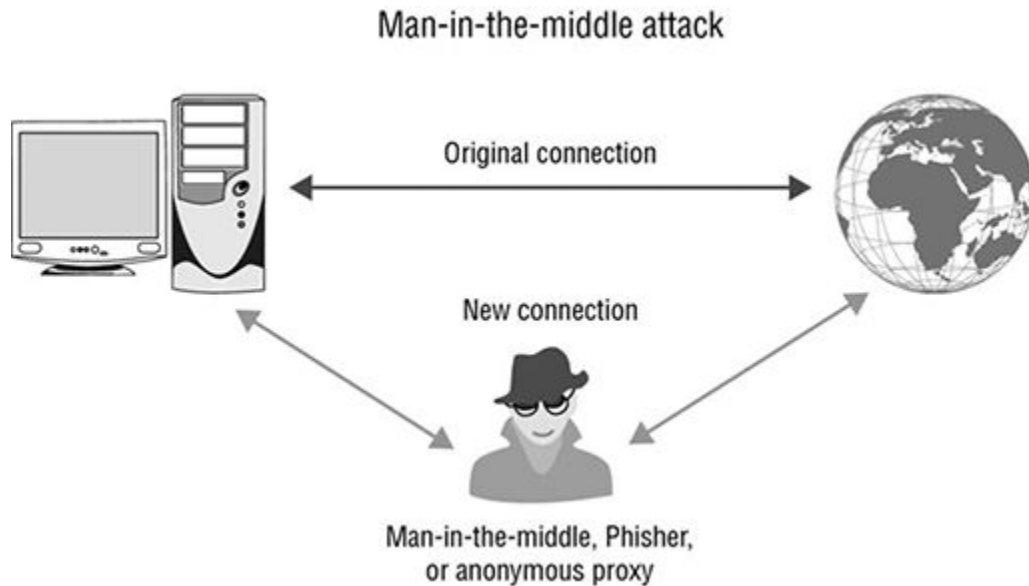 Man-in-the-middle attack
Original connection
New connection
Man-in-the-middle, Phisher,
or anonymous proxy